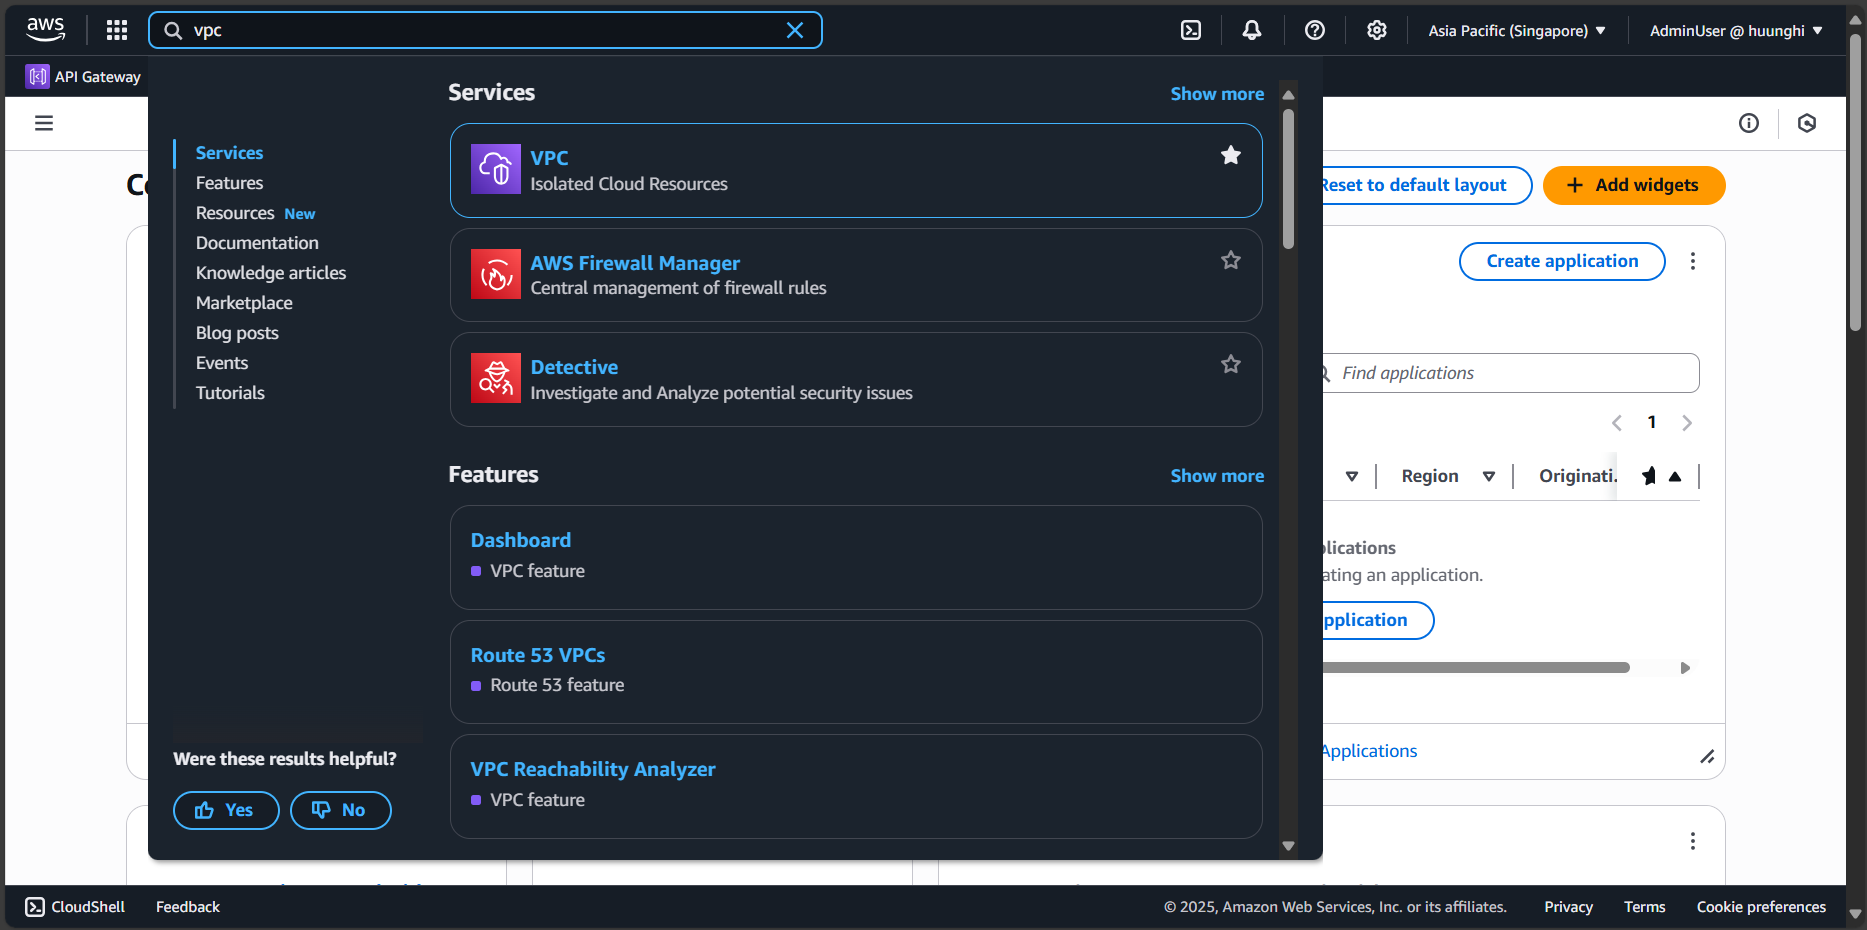 aws
vpc
Asia Pacific (Singapore)
AdminUser @ huunghi
API Gateway
Services
Show more
Services
Features
Resources New
Documentation
Knowledge articles
Marketplace
Blog posts
Events
Tutorials
VPC
Isolated Cloud Resources
AWS Firewall Manager
Central management of firewall rules
Detective
Investigate and Analyze potential security issues
Features
Show more
Dashboard
VPC feature
Route 53 VPCs
Route 53 feature
VPC Reachability Analyzer
VPC feature
Were these results helpful?
Yes
No
Reset to default layout
Add widgets
Create application
Find applications
1
Region
Originati.
plications
ating an application.
pplication
Applications
CloudShell
Feedback
© 2025, Amazon Web Services, Inc. or its affiliates.
Privacy
Terms
Cookie preferences